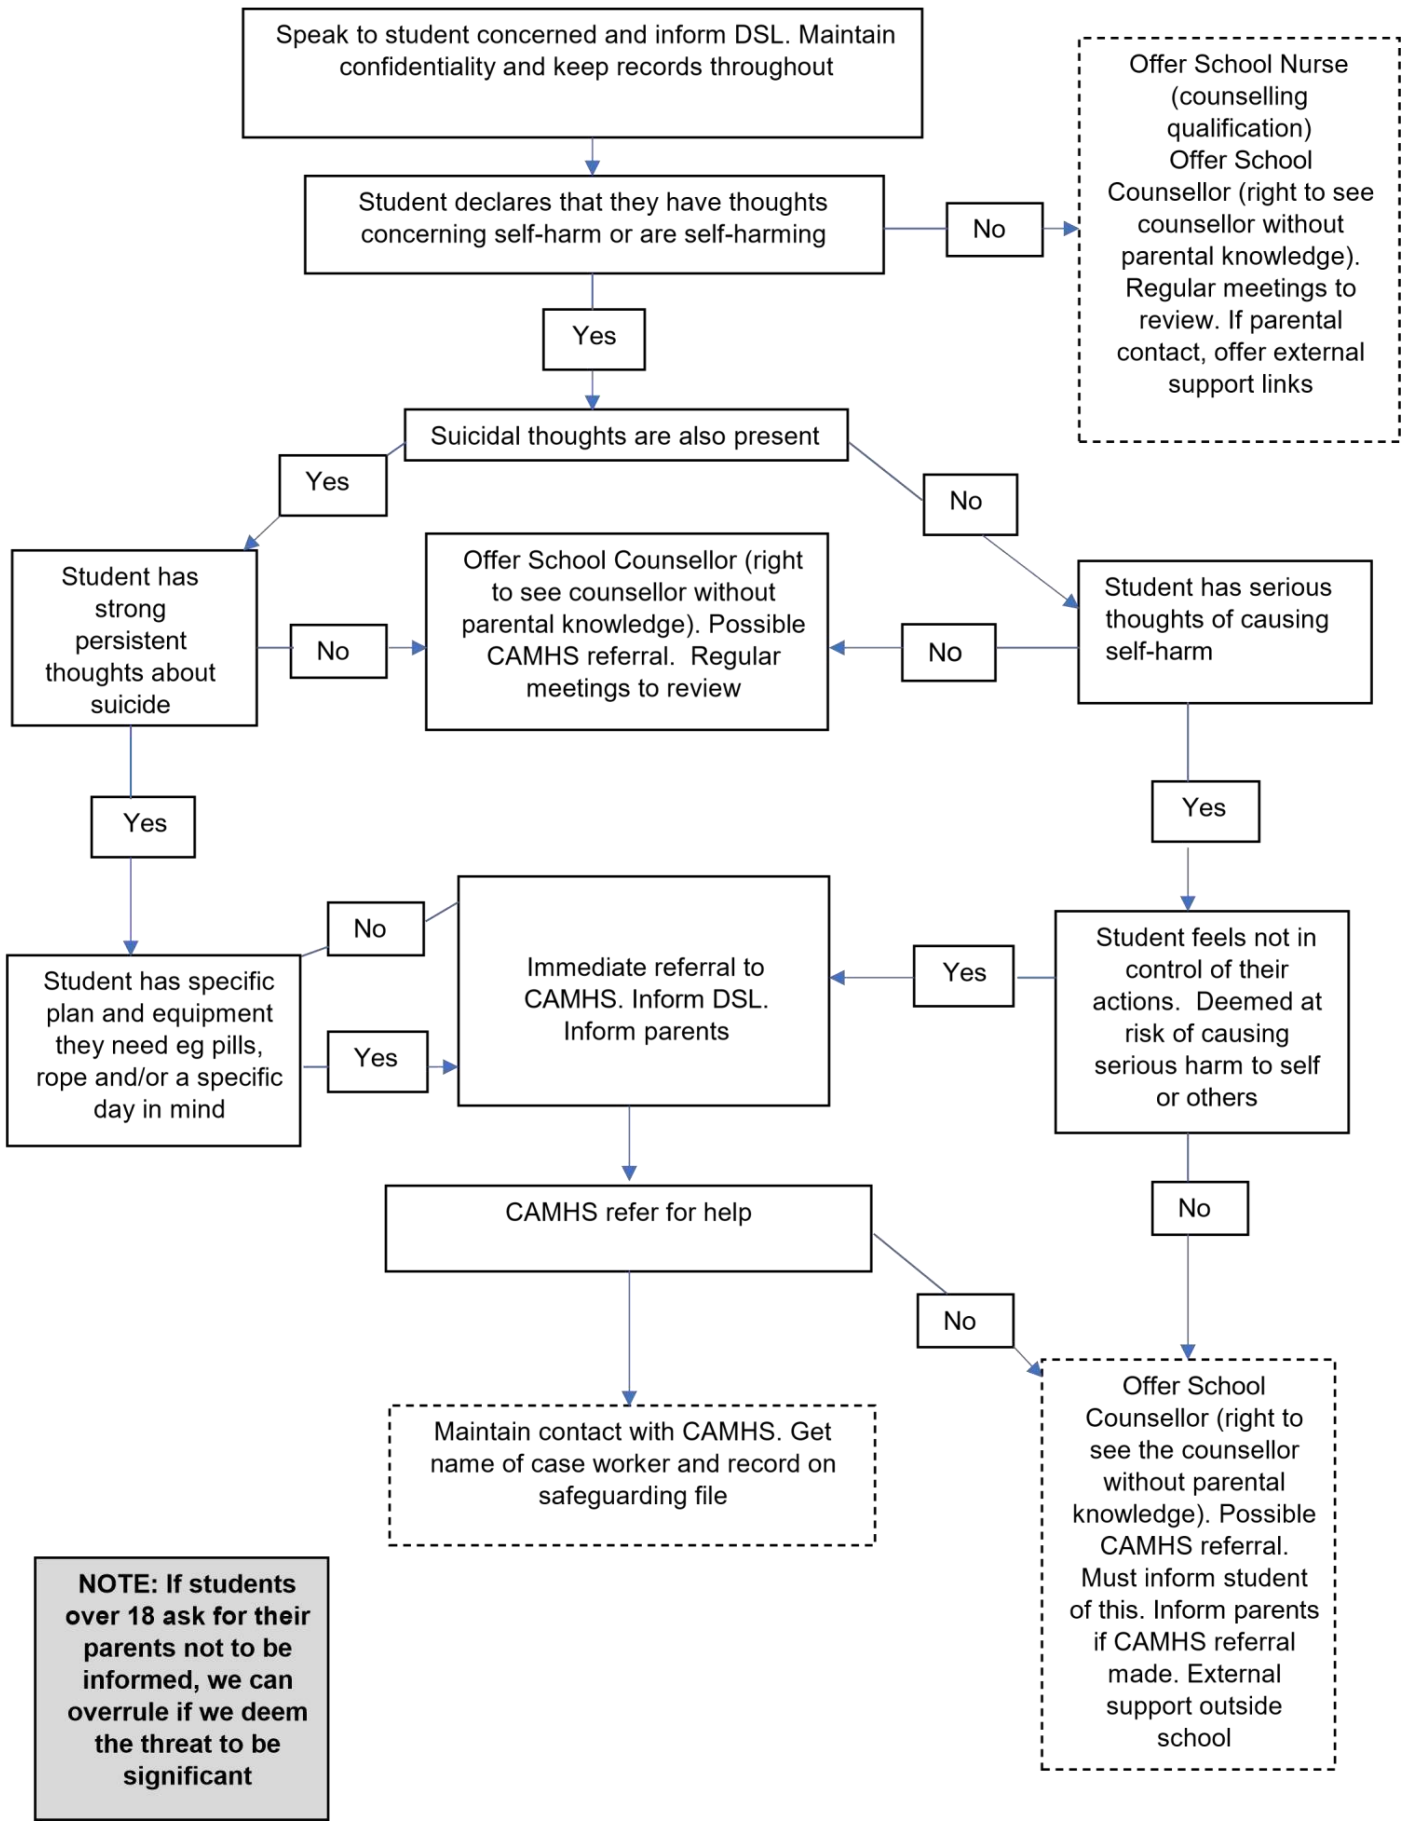 Speak to student concerned and inform DSL. Maintain
confidentiality and keep records throughout
Offer School Nurse
(counselling
qualification)
Offer School
Counsellor (right to see
counsellor without
parental knowledge).
Regular meetings to
review. If parental
contact, offer external
support links
Student declares that they have thoughts
concerning self-harm or are self-harming
No
Yes
Suicidal thoughts are also present
Yes
No
Student has
strong
persistent
thoughts about
suicide
No
Offer School Counsellor (right
to see counsellor without
parental knowledge). Possible
CAMHS referral.  Regular
meetings to review
No
Student has serious
thoughts of causing
self-harm
Yes
Yes
No
Student has specific
plan and equipment
they need eg pills,
rope and/or a specific
day in mind
Yes
Immediate referral to
CAMHS. Inform DSL.
Inform parents
Yes
Student feels not in
control of their
actions.  Deemed at
risk of causing
serious harm to self
or others
No
CAMHS refer for help
No
Maintain contact with CAMHS. Get
name of case worker and record on
safeguarding file
Offer School
Counsellor (right to
see the counsellor
without parental
knowledge). Possible
CAMHS referral.
Must inform student
of this. Inform parents
if CAMHS referral
made. External
support outside
school
NOTE: If students
over 18 ask for their
parents not to be
informed, we can
overrule if we deem
the threat to be
significant